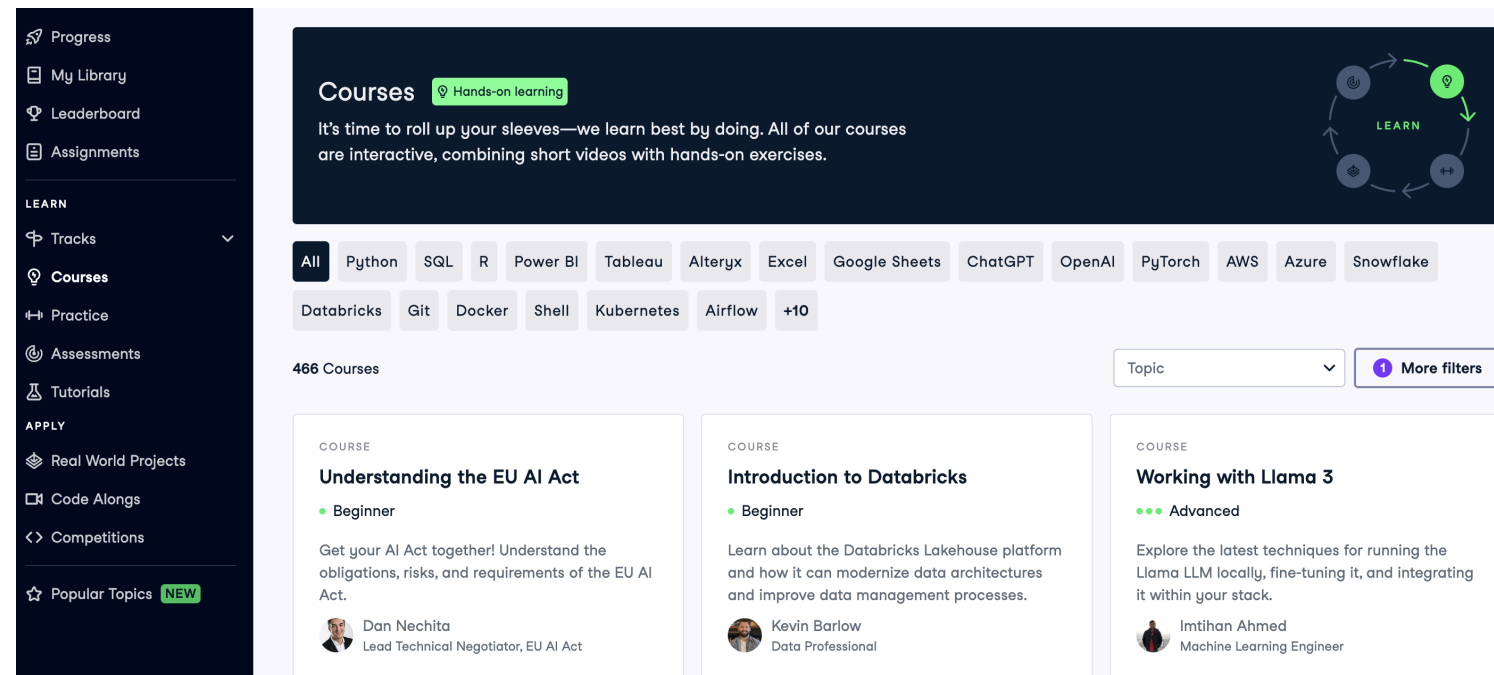 Progress
My Library
Leaderboard
Assignments
LEARN
Tracks
Courses
Practice
Assessments
Tutorials
APPLY
Real World Projects
Code Alongs
Competitions
Popular Topics NEW
Courses Hands-on learning
It's time to roll up your sleeves—we learn best by doing. All of our courses
are interactive, combining short videos with hands-on exercises.
LEARN
All Python SQL R Power BI Tableau Alteryx Excel Google Sheets ChatGPT OpenAI PyTorch AWS Azure Snowflake
Databricks Git Docker Shell Kubernetes Airflow +10
466 Courses Topic 1 More filters
COURSE
Understanding the EU AI Act
Beginner
Get your AI Act together! Understand the
obligations, risks, and requirements of the EU AI
Act.
Dan Nechita
Lead Technical Negotiator, EU AI Act
COURSE
Introduction to Databricks
Beginner
Learn about the Databricks Lakehouse platform
and how it can modernize data architectures
and improve data management processes.
Kevin Barlow
Data Professional
COURSE
Working with Llama 3
Advanced
Explore the latest techniques for running the
Llama LLM locally, fine-tuning it, and integrating
it within your stack.
Imtihan Ahmed
Machine Learning Engineer